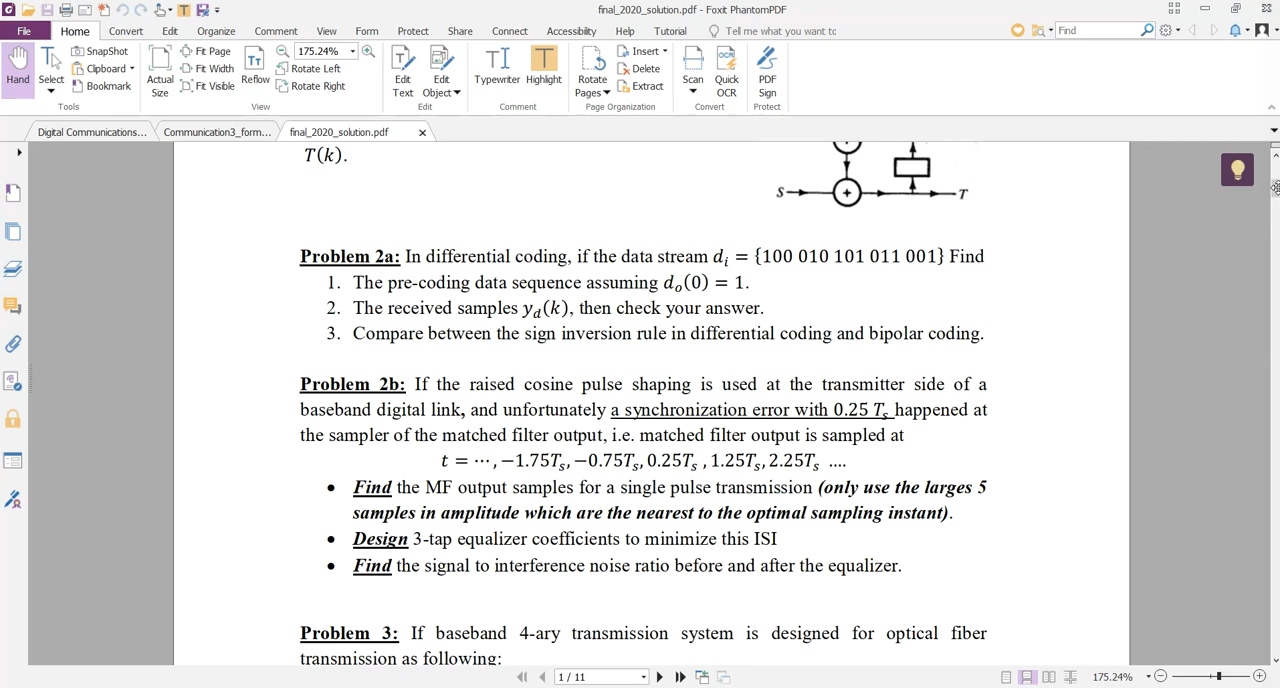 final_2020_solution.pdf - Foxit PhantomPDF
File Home Convert Edit Organize Comment View Form Protect Share Connect Accessibility Help Tutorial Tell me what you want to Find
Hand Select SnapShot Clipboard Bookmark Tools
Actual Size Fit Page Fit Width Fit Visible Reflow 175.24% Rotate Left Rotate Right View
Edit Text Edit Object Edit
Typewriter Highlight Comment
Rotate Pages Insert Delete Extract Page Organization
Scan Quick OCR Convert
PDF Sign Protect
Digital Communications... Communication3_form... final_2020_solution.pdf
T(k).
S + T
Problem 2a: In differential coding, if the data stream dᵢ = {100 010 101 011 001} Find
1. The pre-coding data sequence assuming dₒ(0) = 1.
2. The received samples y_d(k), then check your answer.
3. Compare between the sign inversion rule in differential coding and bipolar coding.
Problem 2b: If the raised cosine pulse shaping is used at the transmitter side of a
baseband digital link, and unfortunately a synchronization error with 0.25 Tₛ happened at
the sampler of the matched filter output, i.e. matched filter output is sampled at
t = ⋯, −1.75Tₛ, −0.75Tₛ, 0.25Tₛ , 1.25Tₛ, 2.25Tₛ ....
• Find the MF output samples for a single pulse transmission (only use the larges 5
samples in amplitude which are the nearest to the optimal sampling instant).
• Design 3-tap equalizer coefficients to minimize this ISI
• Find the signal to interference noise ratio before and after the equalizer.
Problem 3: If baseband 4-ary transmission system is designed for optical fiber
transmission as following:
1 / 11 175.24%